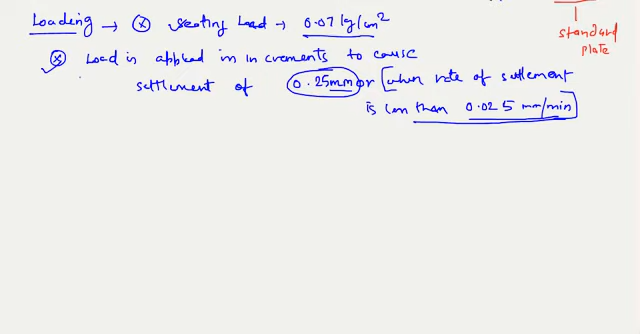 Loading → ⊗ Seating Load → 0.07 kg/cm²
standard
plate
⊗ Load is applied in increments to cause
settlement of 0.25mm or [when rate of settlement
is less than 0.025 mm/min]